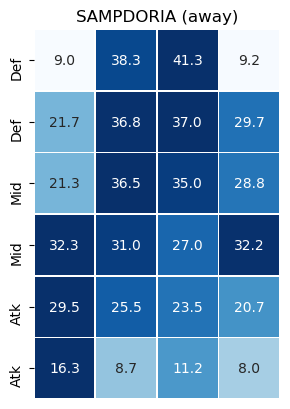 SAMPDORIA (away)
Def 9.0 38.3 41.3 9.2
Def 21.7 36.8 37.0 29.7
Mid 21.3 36.5 35.0 28.8
Mid 32.3 31.0 27.0 32.2
Atk 29.5 25.5 23.5 20.7
Atk 16.3 8.7 11.2 8.0